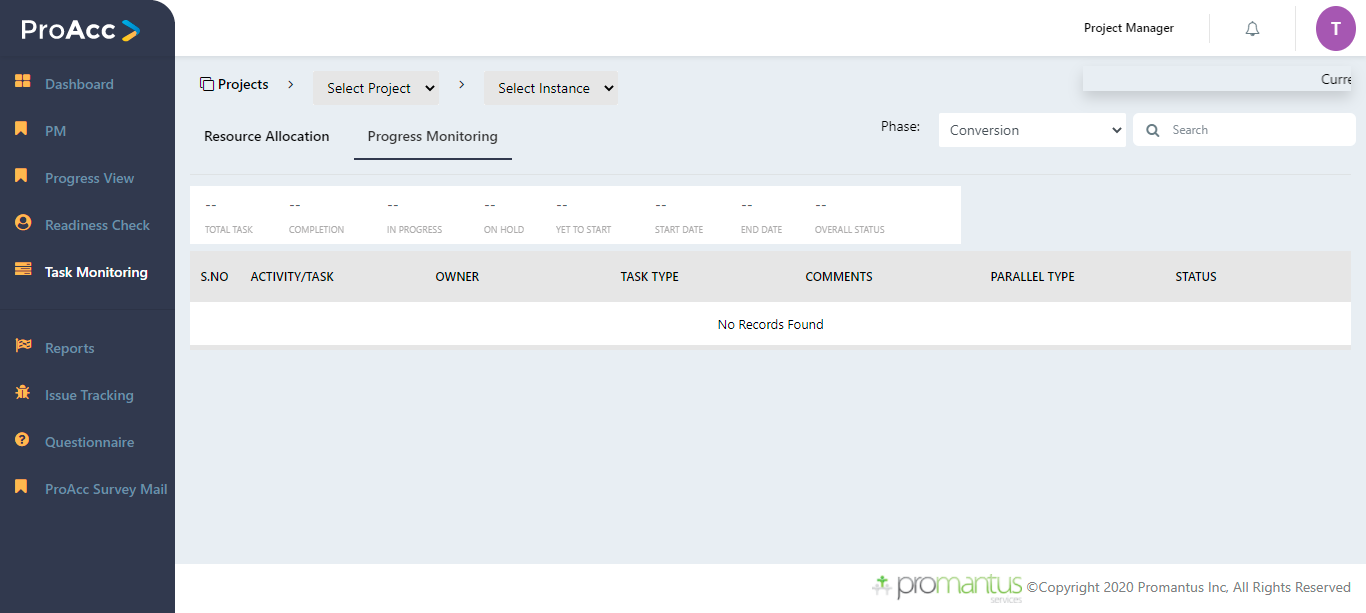 ProAcc
Project Manager
T
Dashboard
PM
Progress View
Readiness Check
Task Monitoring
Reports
Issue Tracking
Questionnaire
ProAcc Survey Mail
Projects > Select Project > Select Instance
Curre
Resource Allocation Progress Monitoring
Phase: Conversion Search
-- -- -- -- -- -- -- --
TOTAL TASK COMPLETION IN PROGRESS ON HOLD YET TO START START DATE END DATE OVERALL STATUS
S.NO ACTIVITY/TASK OWNER TASK TYPE COMMENTS PARALLEL TYPE STATUS
No Records Found
promantus ©Copyright 2020 Promantus Inc, All Rights Reserved
services